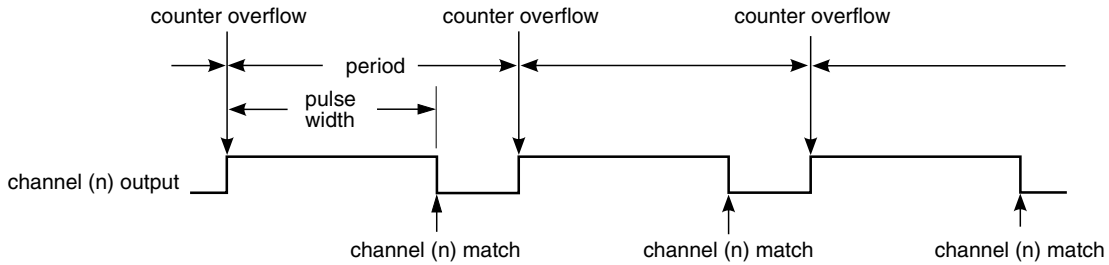 counter overflow
counter overflow
counter overflow
period
pulse
width
channel (n) output
channel (n) match
channel (n) match
channel (n) match